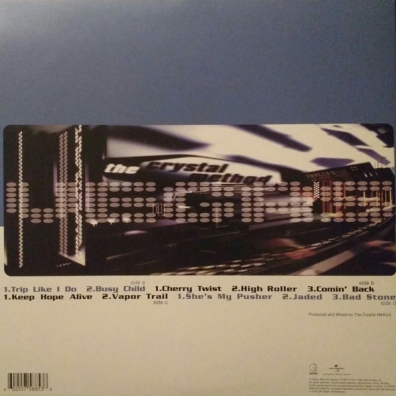 the crystal
method
side a
side b
1.Trip Like I Do 2.Busy Child 1.Cherry Twist 2.High Roller 3.Comin' Back
1.Keep Hope Alive 2.Vapor Trail 1.She's My Pusher 2.Jaded 3.Bad Stone
side c
side d
Produced and Mixed by The Crystal Method